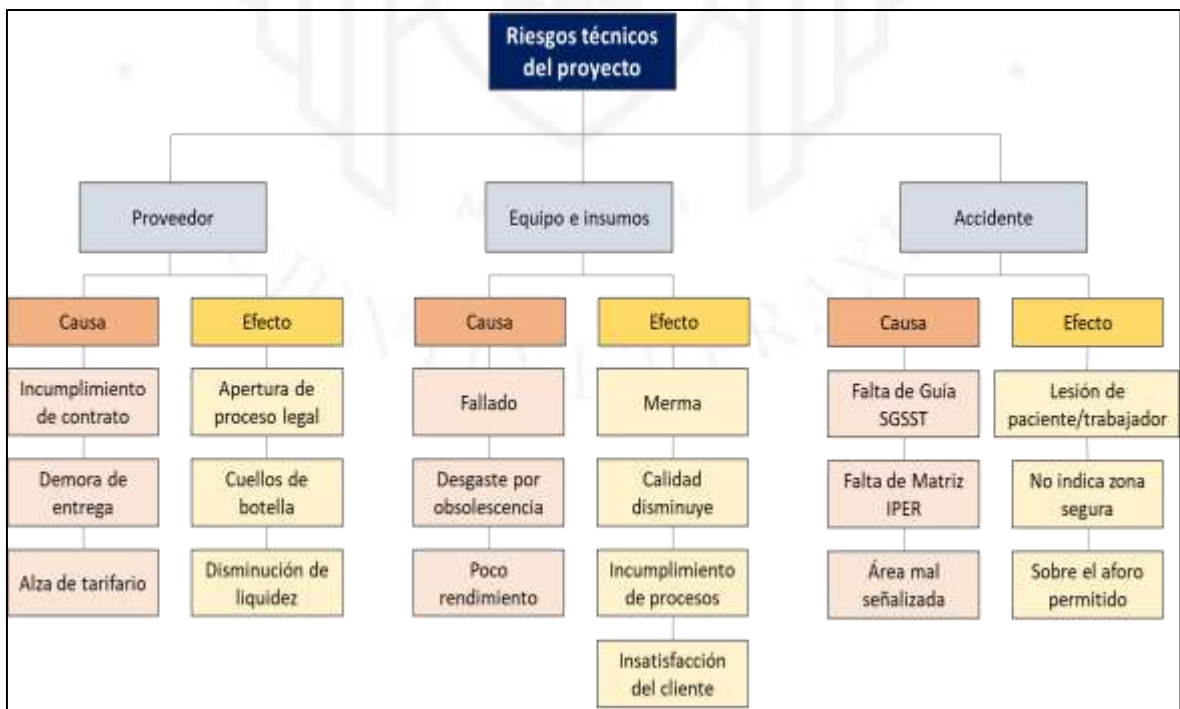 Riesgos técnicos
del proyecto
Proveedor
Equipo e insumos
Accidente
Causa
Efecto
Causa
Efecto
Causa
Efecto
Incumplimiento
de contrato
Apertura de
proceso legal
Fallado
Merma
Falta de Guía
SGSST
Lesión de
paciente/trabajador
Demora de
entrega
Cuellos de
botella
Desgaste por
obsolescencia
Calidad
disminuye
Falta de Matriz
IPER
No indica zona
segura
Alza de tarifario
Disminución de
liquidez
Poco
rendimiento
Incumplimiento
de procesos
Área mal
señalizada
Sobre el aforo
permitido
Insatisfacción
del cliente